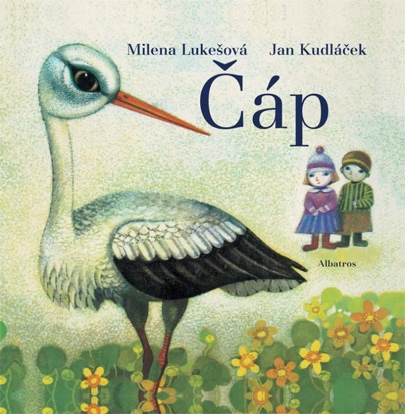 Milena Lukešová Jan Kudláček
Čáp
Albatros